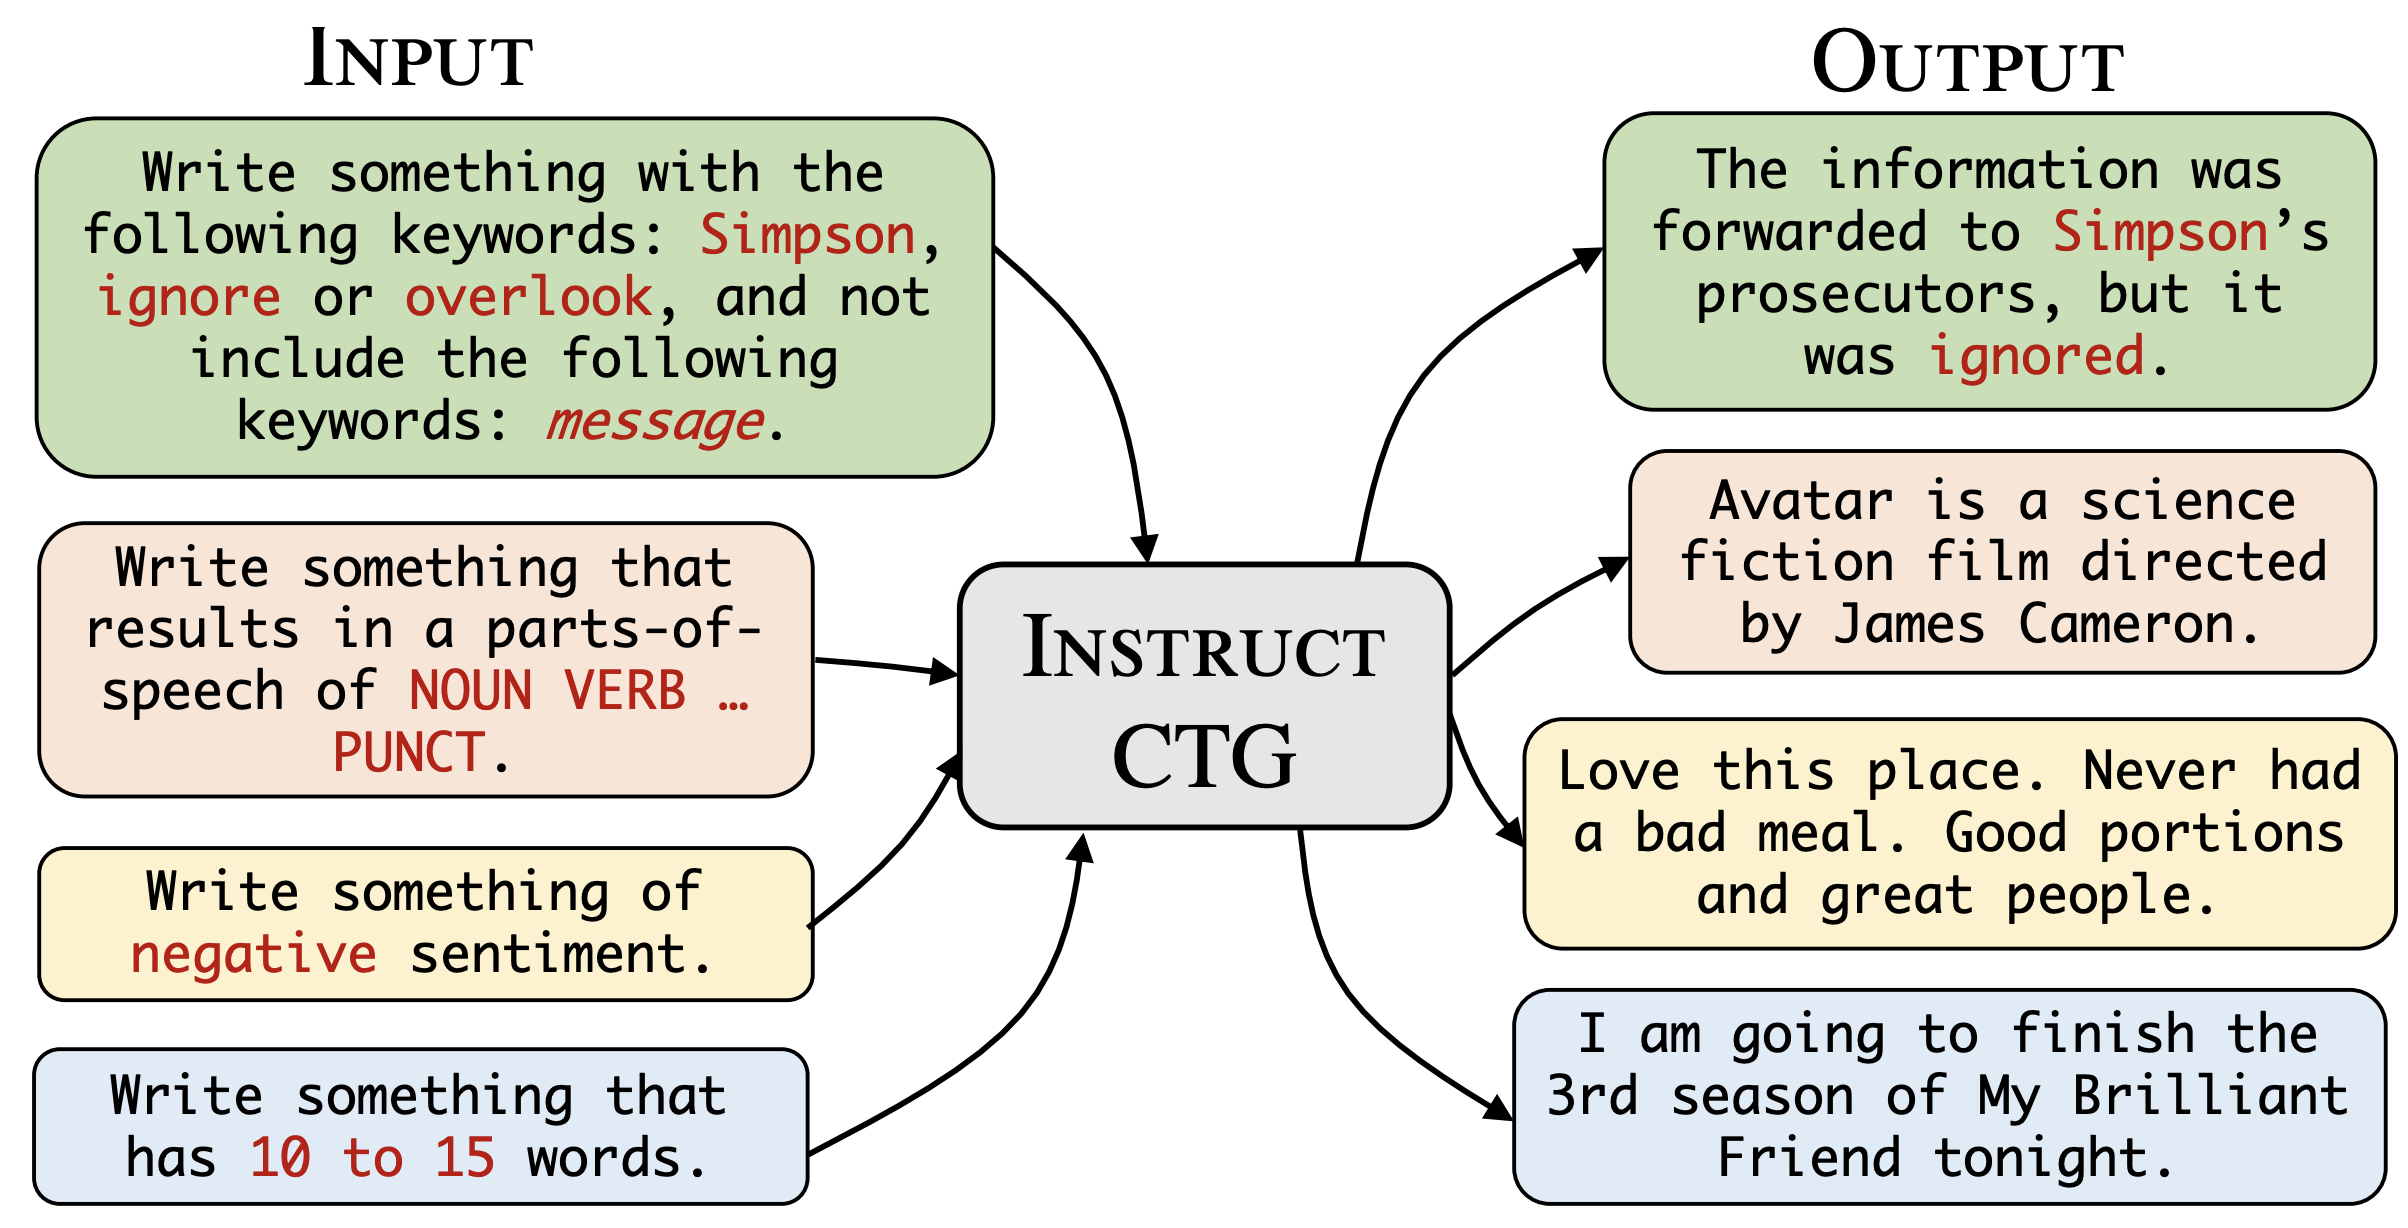 INPUT
Write something with the
following keywords: Simpson,
ignore or overlook, and not
include the following
keywords: message.
Write something that
results in a parts-of-
speech of NOUN VERB …
PUNCT.
Write something of
negative sentiment.
Write something that
has 10 to 15 words.
INSTRUCT
CTG
OUTPUT
The information was
forwarded to Simpson’s
prosecutors, but it
was ignored.
Avatar is a science
fiction film directed
by James Cameron.
Love this place. Never had
a bad meal. Good portions
and great people.
I am going to finish the
3rd season of My Brilliant
Friend tonight.